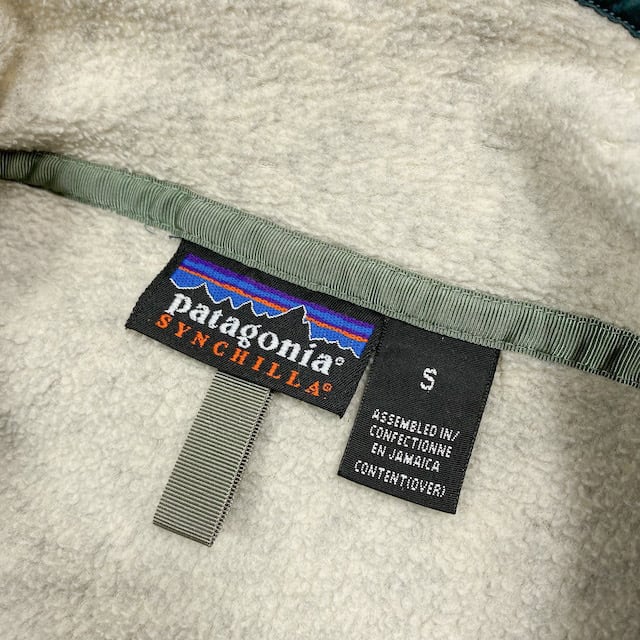 patagonia®
SYNCHILLA®
S
ASSEMBLED IN/
CONFECTIONNE
EN JAMAICA
CONTENT(OVER)